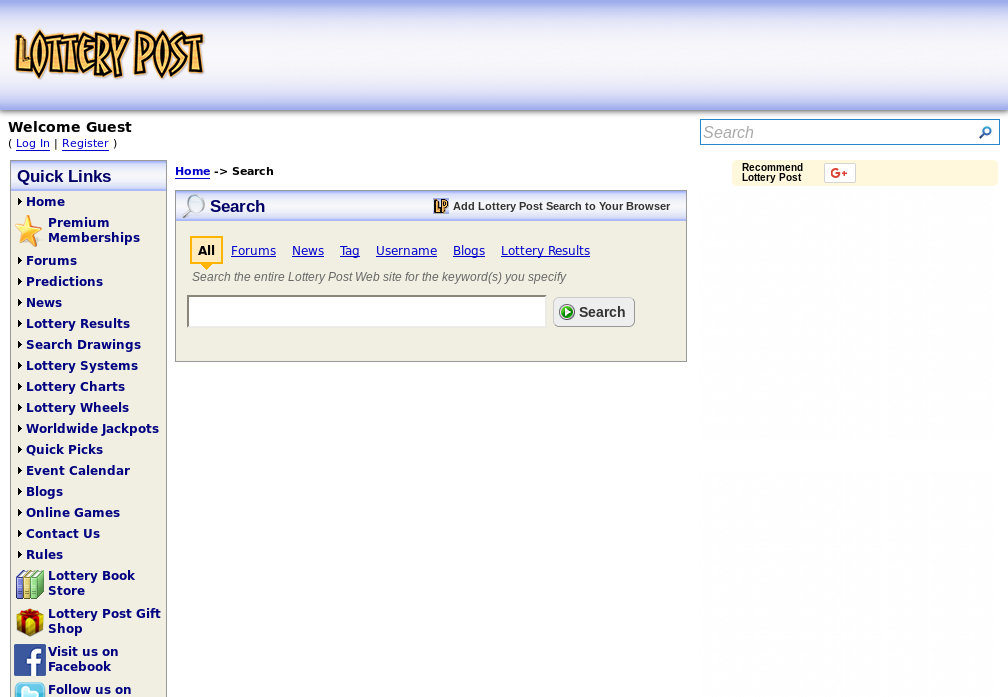 LOTTERY POST
Welcome Guest
( Log In | Register )
Search
Quick Links
Home
Premium
Memberships
Forums
Predictions
News
Lottery Results
Search Drawings
Lottery Systems
Lottery Charts
Lottery Wheels
Worldwide Jackpots
Quick Picks
Event Calendar
Blogs
Online Games
Contact Us
Rules
Lottery Book
Store
Lottery Post Gift
Shop
Visit us on
Facebook
Follow us on
Home -> Search
Search
LP Add Lottery Post Search to Your Browser
All Forums News Tag Username Blogs Lottery Results
Search the entire Lottery Post Web site for the keyword(s) you specify
Search
Recommend
Lottery Post
G+